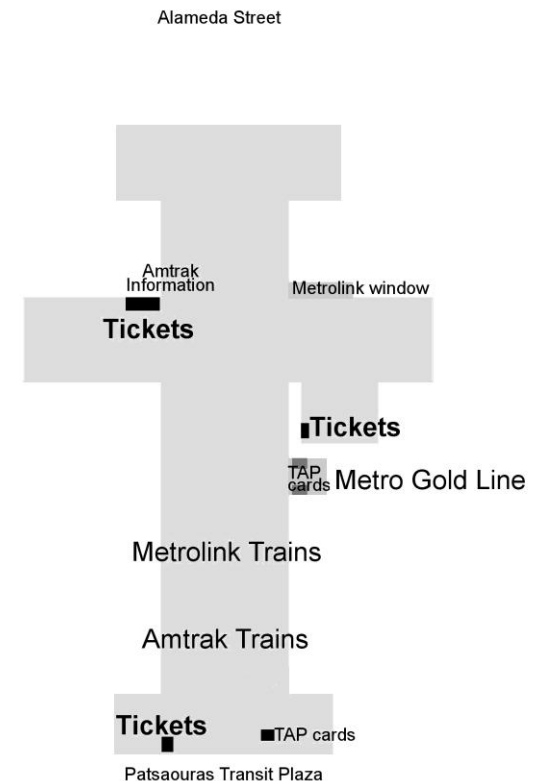 Alameda Street
Amtrak
Information
Metrolink window
Tickets
Tickets
TAP
cards
Metro Gold Line
Metrolink Trains
Amtrak Trains
Tickets
TAP cards
Patsaouras Transit Plaza